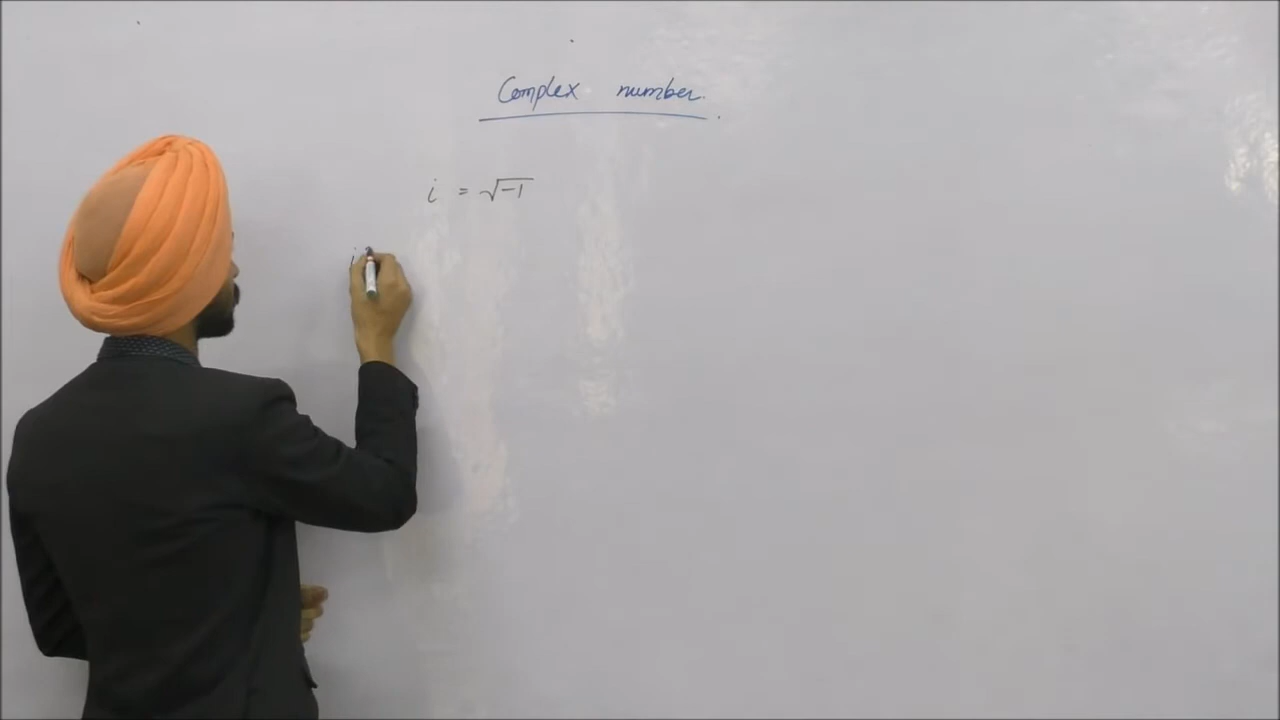 Complex number.
i = √-1
i